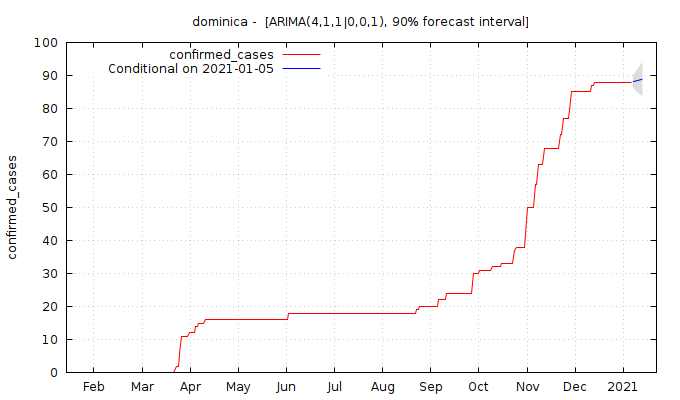 dominica -  [ARIMA(4,1,1|0,0,1), 90% forecast interval]
confirmed_cases
Conditional on 2021-01-05
confirmed_cases
100
90
80
70
60
50
40
30
20
10
0
Feb Mar Apr May Jun Jul Aug Sep Oct Nov Dec 2021